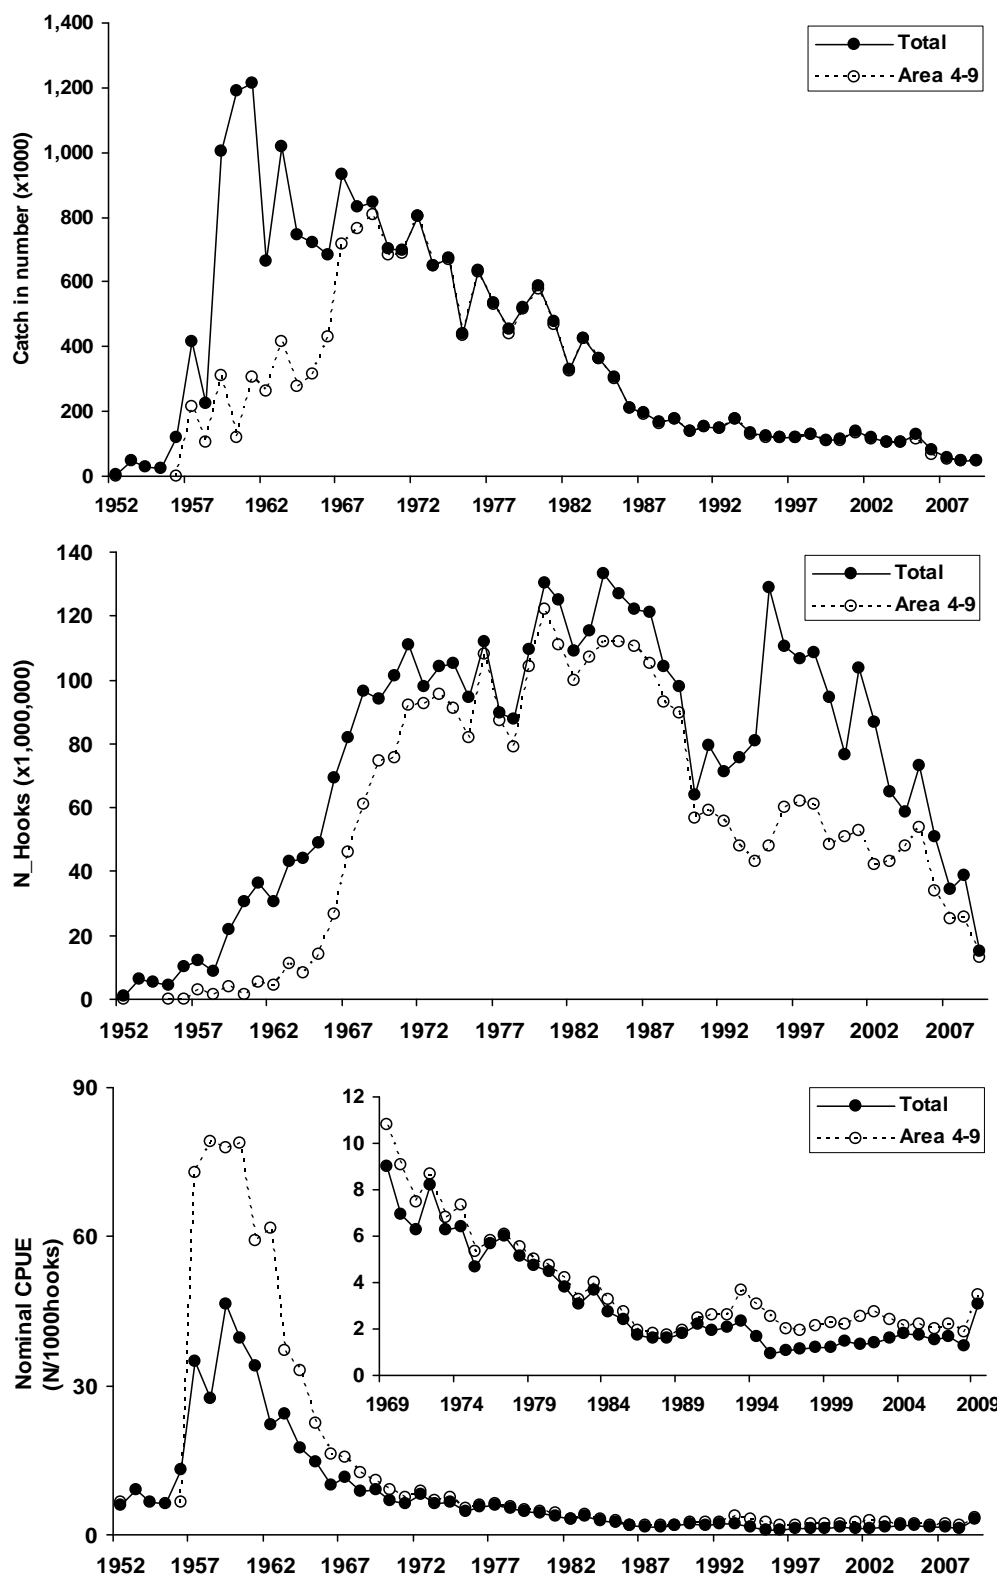 1,400
1,200
1,000
800
600
400
200
0
Catch in number (x1000)
Total
Area 4-9
1952 1957 1962 1967 1972 1977 1982 1987 1992 1997 2002 2007
140
120
100
80
60
40
20
0
N_Hooks (x1,000,000)
Total
Area 4-9
1952 1957 1962 1967 1972 1977 1982 1987 1992 1997 2002 2007
90
60
30
0
Nominal CPUE
(N/1000hooks)
12
10
8
6
4
2
0
1969 1974 1979 1984 1989 1994 1999 2004 2009
Total
Area 4-9
1952 1957 1962 1967 1972 1977 1982 1987 1992 1997 2002 2007